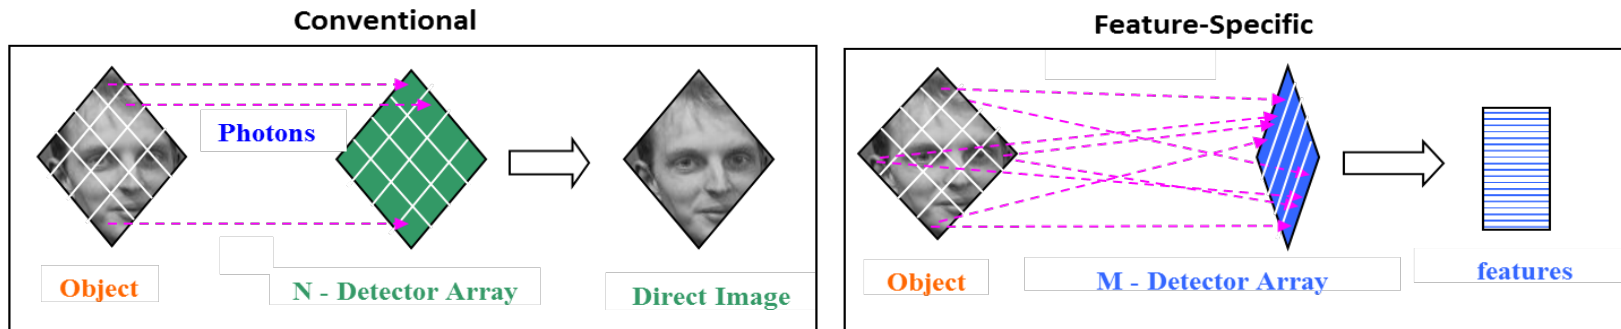 Conventional
Photons
Object
N - Detector Array
Direct Image
Feature-Specific
Object
M - Detector Array
features